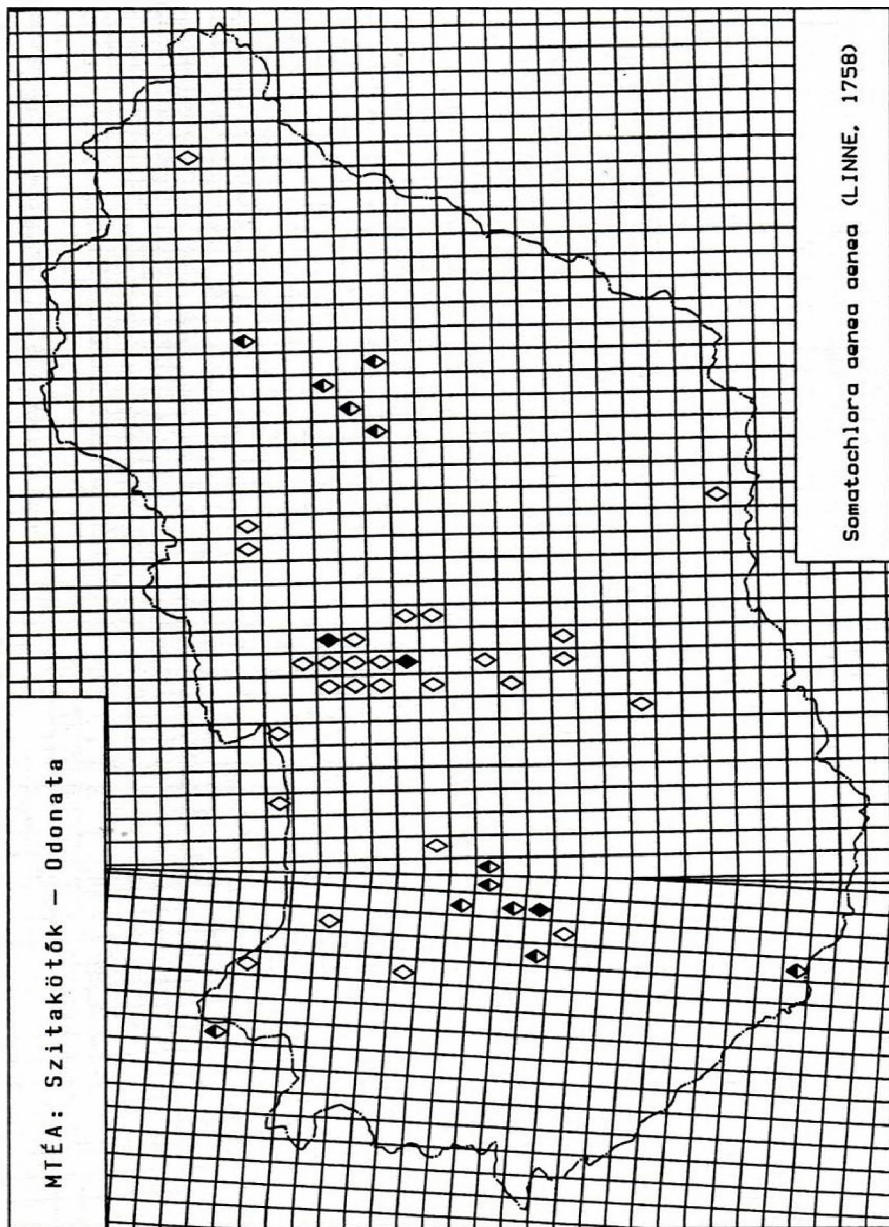 MTÉA: Szitakötők — Odonata
Somatochlora aenea aenea (LINNE, 1758)